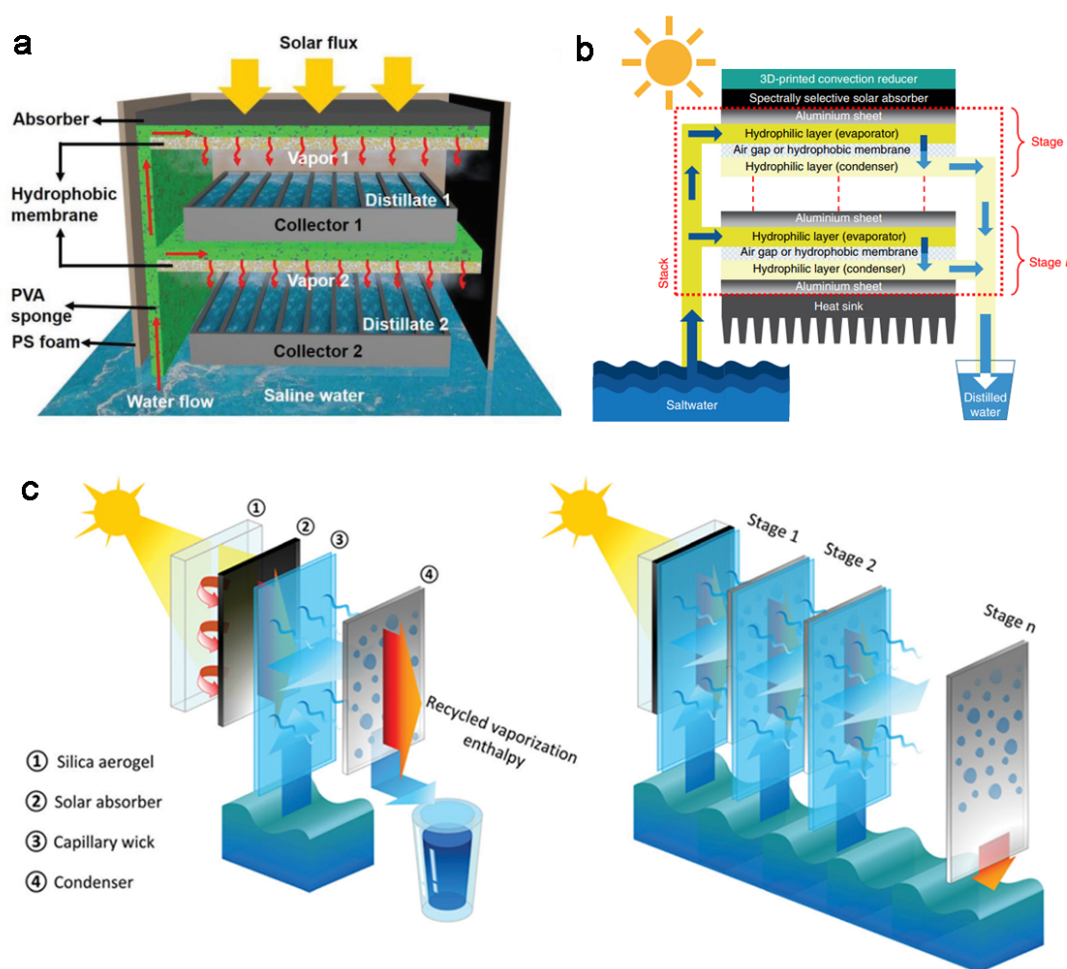 a
Solar flux
Absorber
Vapor 1
Hydrophobic
membrane
Distillate 1
Collector 1
Vapor 2
PVA
sponge
Distillate 2
PS foam
Collector 2
Water flow
Saline water
b
3D-printed convection reducer
Spectrally selective solar absorber
Aluminium sheet
Hydrophilic layer (evaporator)
Air gap or hydrophobic membrane
Hydrophilic layer (condenser)
Stage
Aluminium sheet
Hydrophilic layer (evaporator)
Air gap or hydrophobic membrane
Hydrophilic layer (condenser)
Aluminium sheet
Stage
Stack
Heat sink
Saltwater
Distilled
water
c
①
②
③
④
Recycled vaporization
enthalpy
① Silica aerogel
② Solar absorber
③ Capillary wick
④ Condenser
Stage 1
Stage 2
Stage n